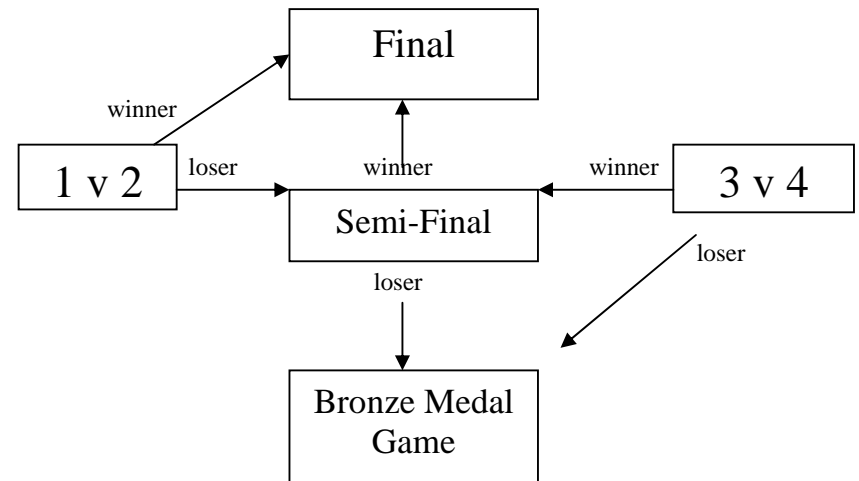 Final
winner
1 v 2
loser
winner
winner
3 v 4
Semi-Final
loser
loser
Bronze Medal
Game